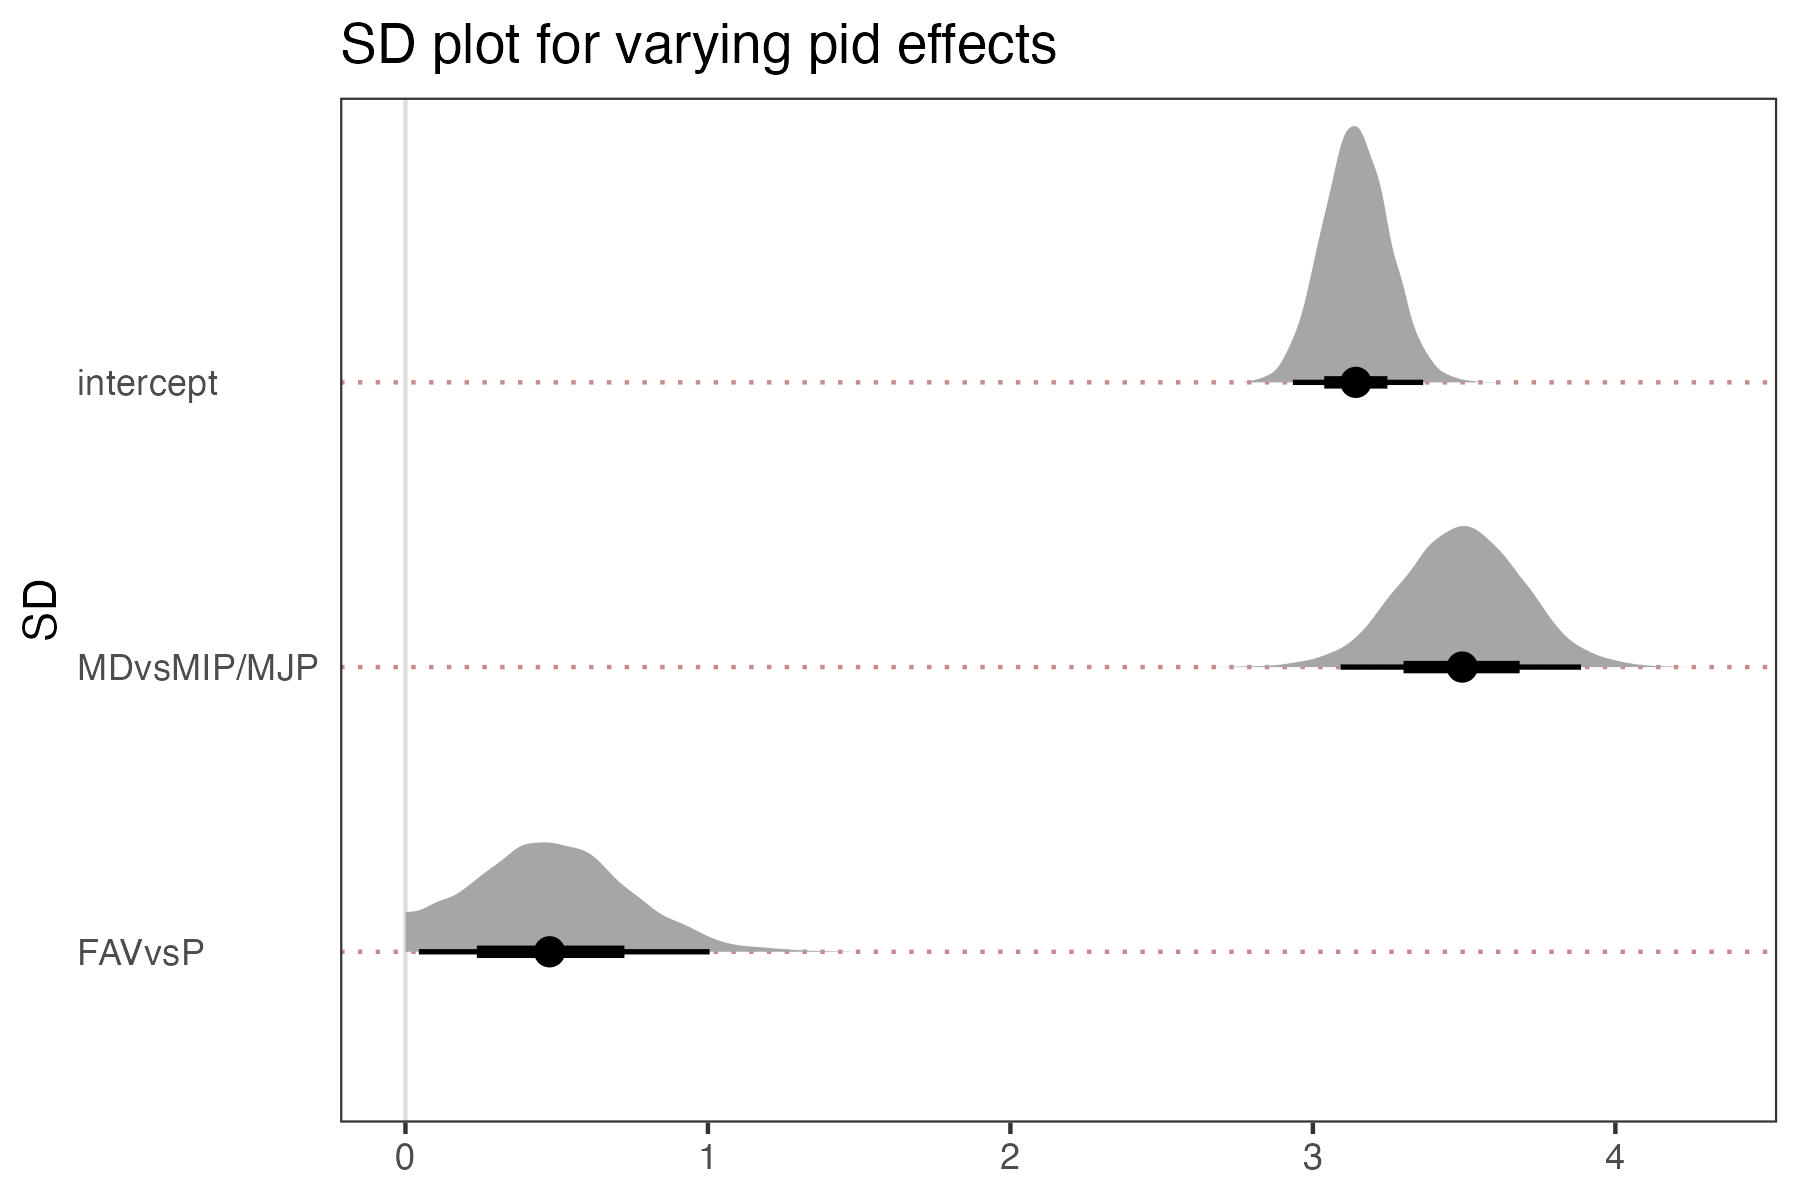 SD plot for varying pid effects
intercept
SD
MDvsMIP/MJP
FAVvsP
0 1 2 3 4